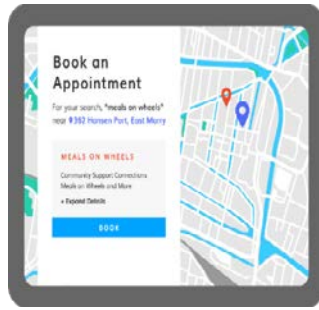 Book an
Appointment
For your search, "meals on wheels"
near 9352 Hansen Port, East Marry
MEALS ON WHEELS
Community Support Connections
Meals on Wheels and More
+ Expand Details
BOOK